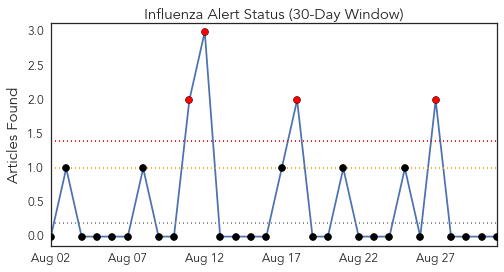 Influenza Alert Status (30-Day Window)
Articles Found
3.0
2.5
2.0
1.5
1.0
0.5
0.0
Aug 02 Aug 07 Aug 12 Aug 17 Aug 22 Aug 27